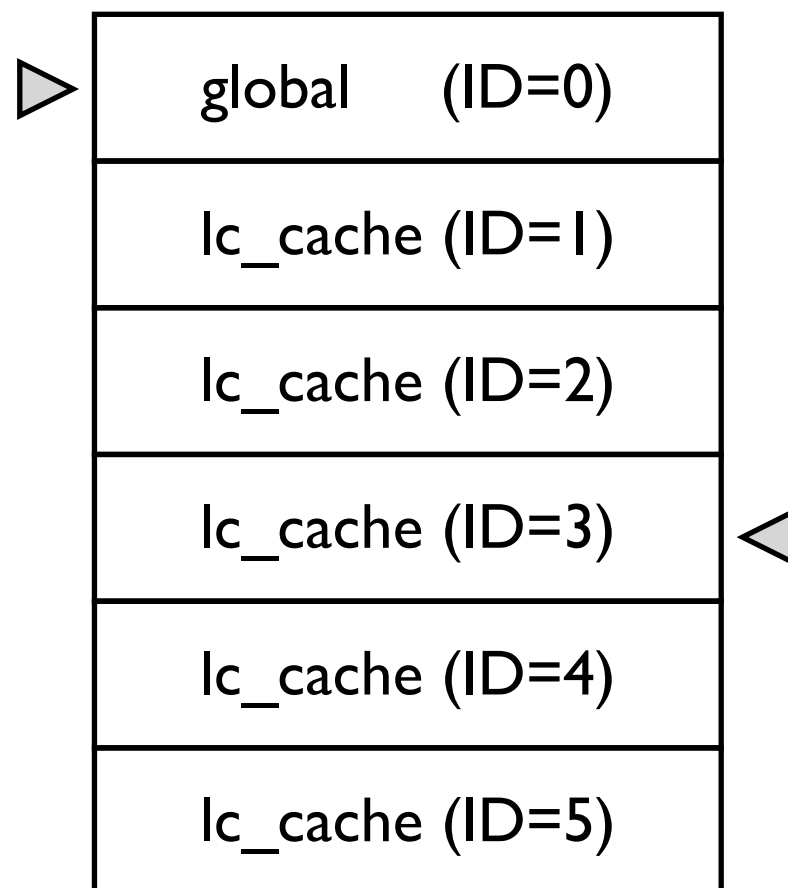 global (ID=0)
lc_cache (ID=1)
lc_cache (ID=2)
lc_cache (ID=3)
lc_cache (ID=4)
lc_cache (ID=5)